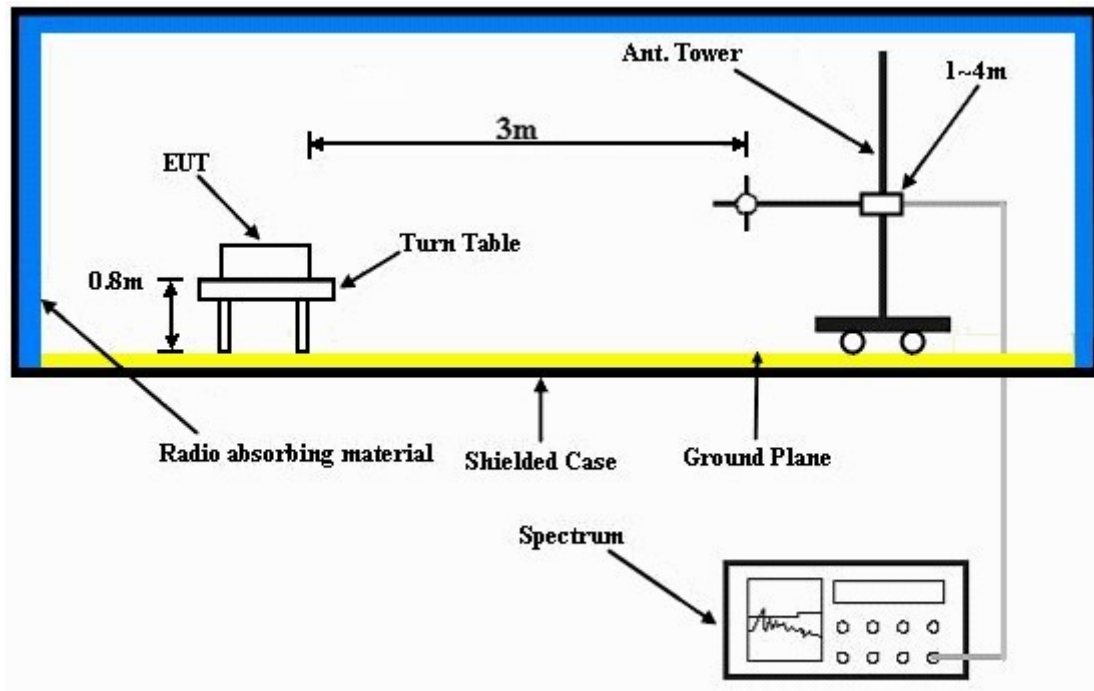 Ant. Tower
1~4m
3m
EUT
Turn Table
0.8m
Radio absorbing material
Shielded Case
Ground Plane
Spectrum